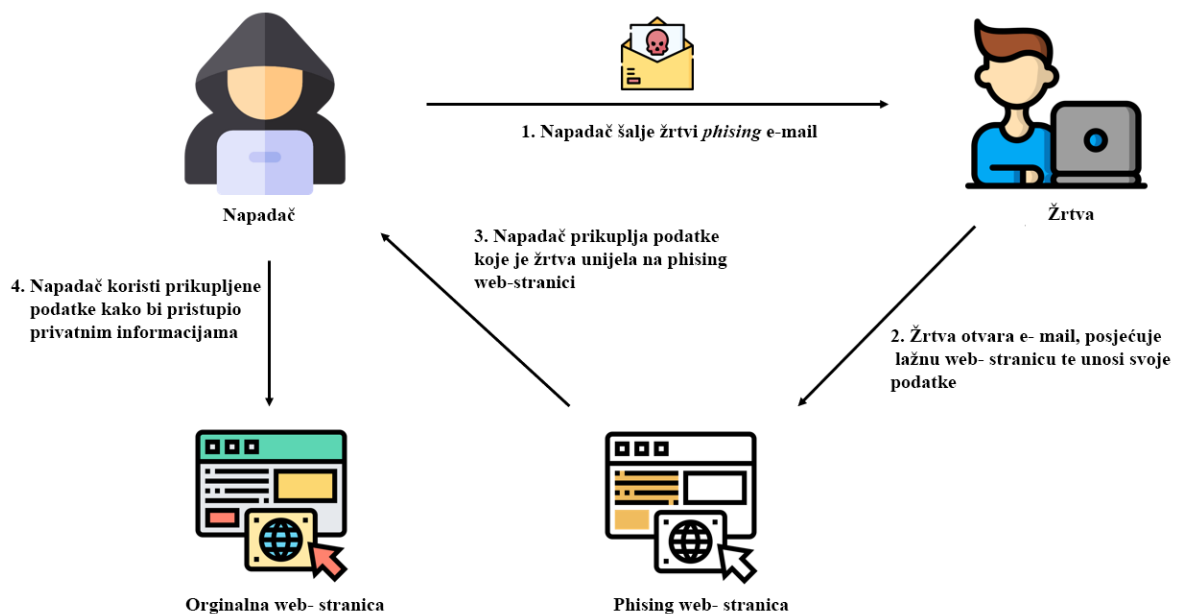 1. Napadač šalje žrtvi phising e-mail
Napadač
Žrtva
3. Napadač prikuplja podatke
koje je žrtva unijela na phising
web-stranici
4. Napadač koristi prikupljene
podatke kako bi pristupio
privatnim informacijama
2. Žrtva otvara e- mail, posjećuje
lažnu web- stranicu te unosi svoje
podatke
Orginalna web- stranica
Phising web- stranica